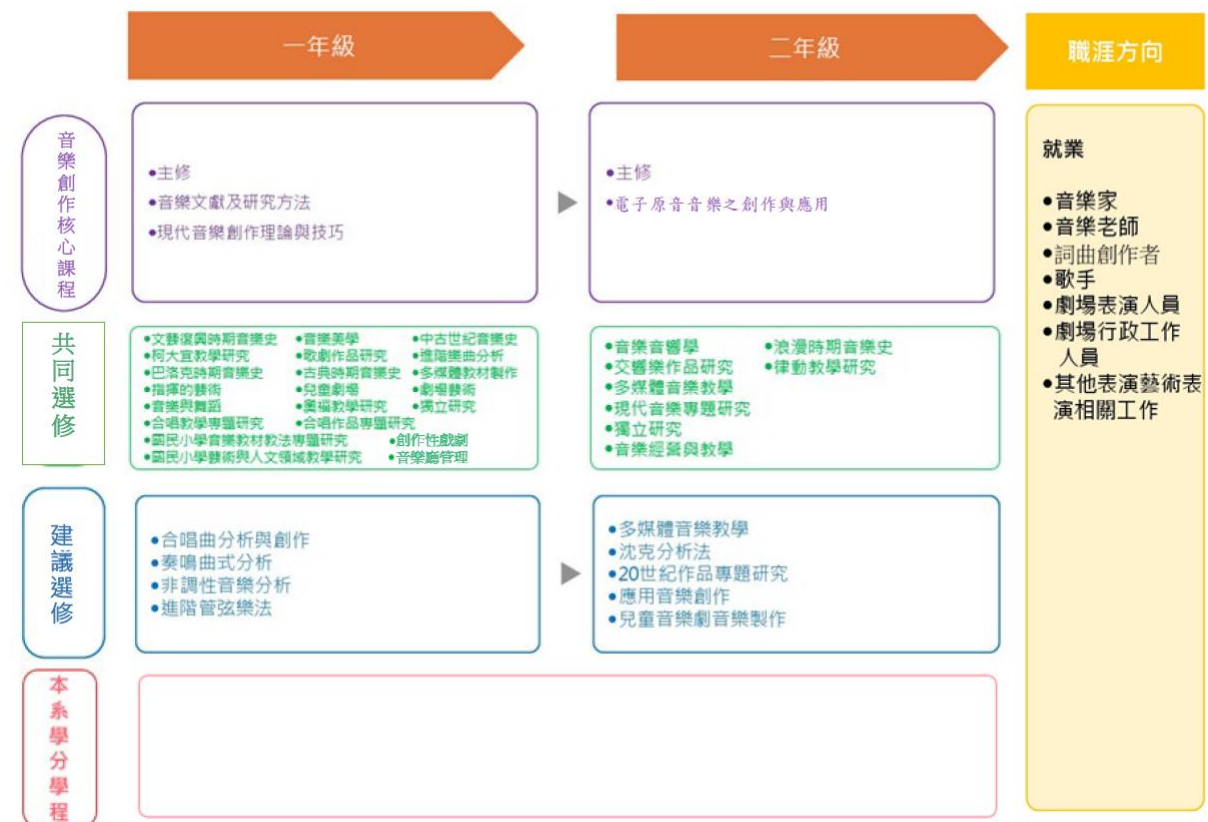 一年級
二年級
職涯方向
音樂創作核心課程
●主修
●音樂文獻及研究方法
●現代音樂創作理論與技巧
●主修
●電子原音音樂之創作與應用
共同選修
●文藝復興時期音樂史 ●音樂美學 ●中古世紀音樂史
●柯大宜教學研究 ●歌劇作品研究 ●進階樂曲分析
●巴洛克時期音樂史 ●古典時期音樂史 ●多媒體教材製作
●指揮的藝術 ●兒童劇場 ●劇場藝術
●音樂與舞蹈 ●奧福教學研究 ●獨立研究
●合唱教學專題研究 ●合唱作品專題研究
●國民小學音樂教材教法專題研究 ●創作性戲劇
●國民小學藝術與人文領域教學研究 ●音樂廳管理
●音樂音響學 ●浪漫時期音樂史
●交響樂作品研究 ●律動教學研究
●多媒體音樂教學
●現代音樂專題研究
●獨立研究
●音樂經營與教學
建議選修
●合唱曲分析與創作
●奏鳴曲式分析
●非調性音樂分析
●進階管弦樂法
●多媒體音樂教學
●沈克分析法
●20世紀作品專題研究
●應用音樂創作
●兒童音樂劇音樂製作
本系學分學程
就業
●音樂家
●音樂老師
●詞曲創作者
●歌手
●劇場表演人員
●劇場行政工作
人員
●其他表演藝術表
演相關工作